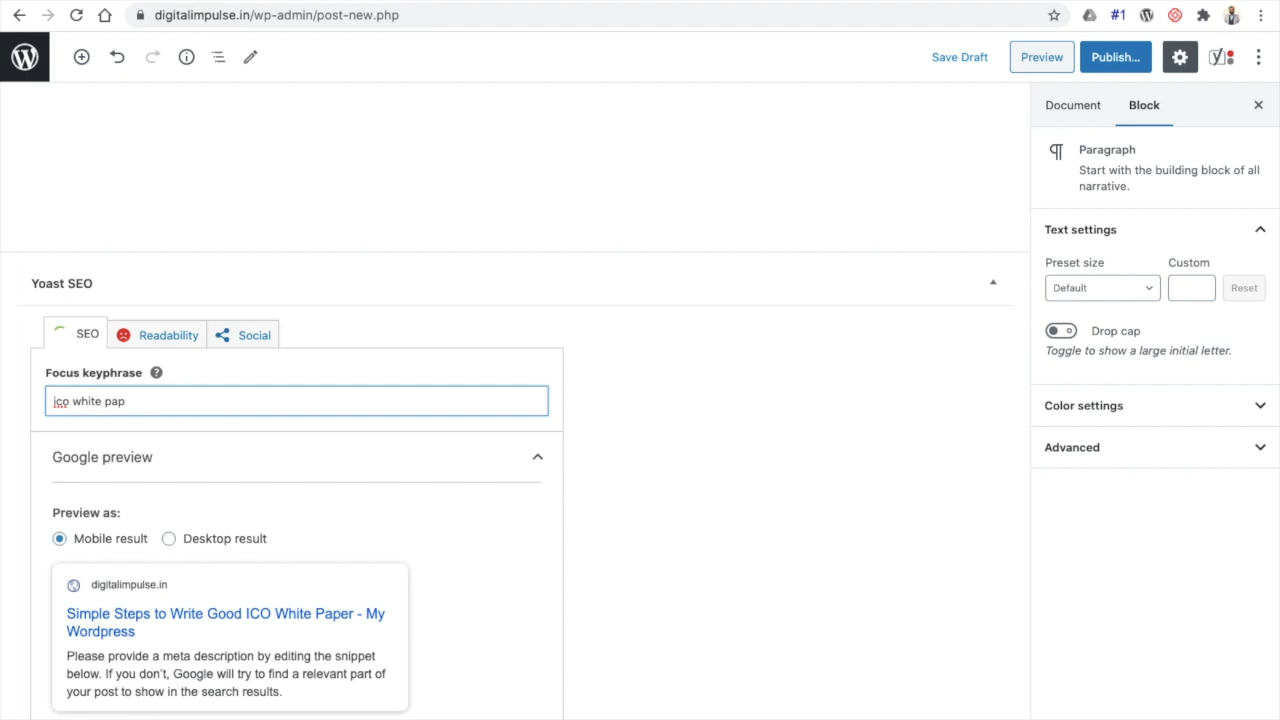 digitalimpulse.in/wp-admin/post-new.php
#1
Save Draft
Preview
Publish...
Document
Block
Paragraph
Start with the building block of all
narrative.
Text settings
Preset size
Custom
Default
Reset
Drop cap
Toggle to show a large initial letter.
Color settings
Advanced
Yoast SEO
SEO
Readability
Social
Focus keyphrase
ico white pap
Google preview
Preview as:
Mobile result
Desktop result
digitalimpulse.in
Simple Steps to Write Good ICO White Paper - My
Wordpress
Please provide a meta description by editing the snippet
below. If you don't, Google will try to find a relevant part of
your post to show in the search results.